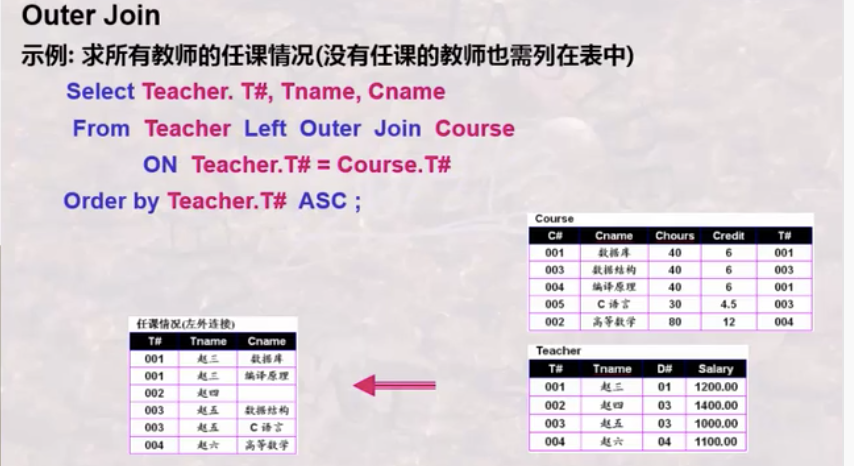 Outer Join
示例: 求所有教师的任课情况(没有任课的教师也需列在表中)
Select Teacher. T#, Tname, Cname
From Teacher Left Outer Join Course
ON Teacher.T# = Course.T#
Order by Teacher.T# ASC ;
Course
C# Cname Chours Credit T#
001 数据库 40 6 001
003 数据结构 40 6 003
004 编译原理 40 6 001
005 C 语言 30 4.5 003
002 高等数学 80 12 004
任课情况(左外连接)
T# Tname Cname
001 赵三 数据库
001 赵三 编译原理
002 赵四
003 赵五 数据结构
003 赵五 C 语言
004 赵六 高等数学
Teacher
T# Tname D# Salary
001 赵三 01 1200.00
002 赵四 03 1400.00
003 赵五 03 1000.00
004 赵六 04 1100.00